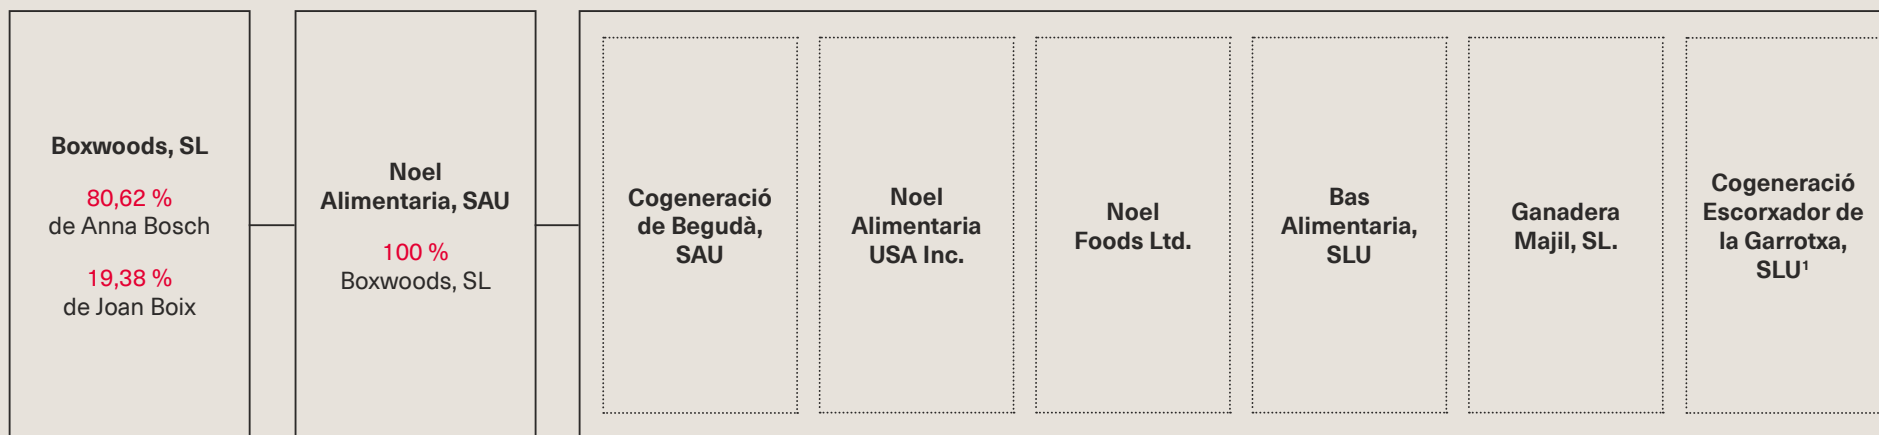 Boxwoods, SL
80,62 %
de Anna Bosch
19,38 %
de Joan Boix
Noel
Alimentaria, SAU
100 %
Boxwoods, SL
Cogeneració
de Begudà,
SAU
Noel
Alimentaria
USA Inc.
Noel
Foods Ltd.
Bas
Alimentaria,
SLU
Ganadera
Majil, SL.
Cogeneració
Escorxador de
la Garrotxa,
SLU¹